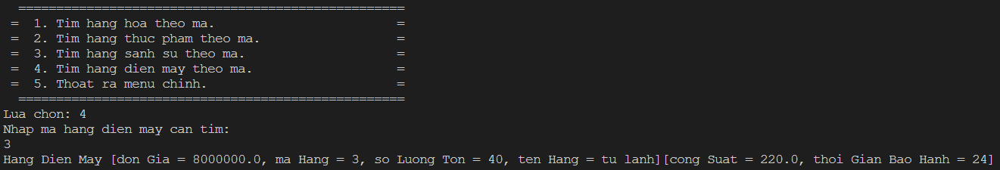 ===================================================
=  1. Tim hang hoa theo ma.                        =
=  2. Tim hang thuc pham theo ma.                  =
=  3. Tim hang sanh su theo ma.                    =
=  4. Tim hang dien may theo ma.                   =
=  5. Thoat ra menu chinh.                         =
===================================================
Lua chon: 4
Nhap ma hang dien may can tim:
3
Hang Dien May [don Gia = 8000000.0, ma Hang = 3, so Luong Ton = 40, ten Hang = tu lanh][cong Suat = 220.0, thoi Gian Bao Hanh = 24]